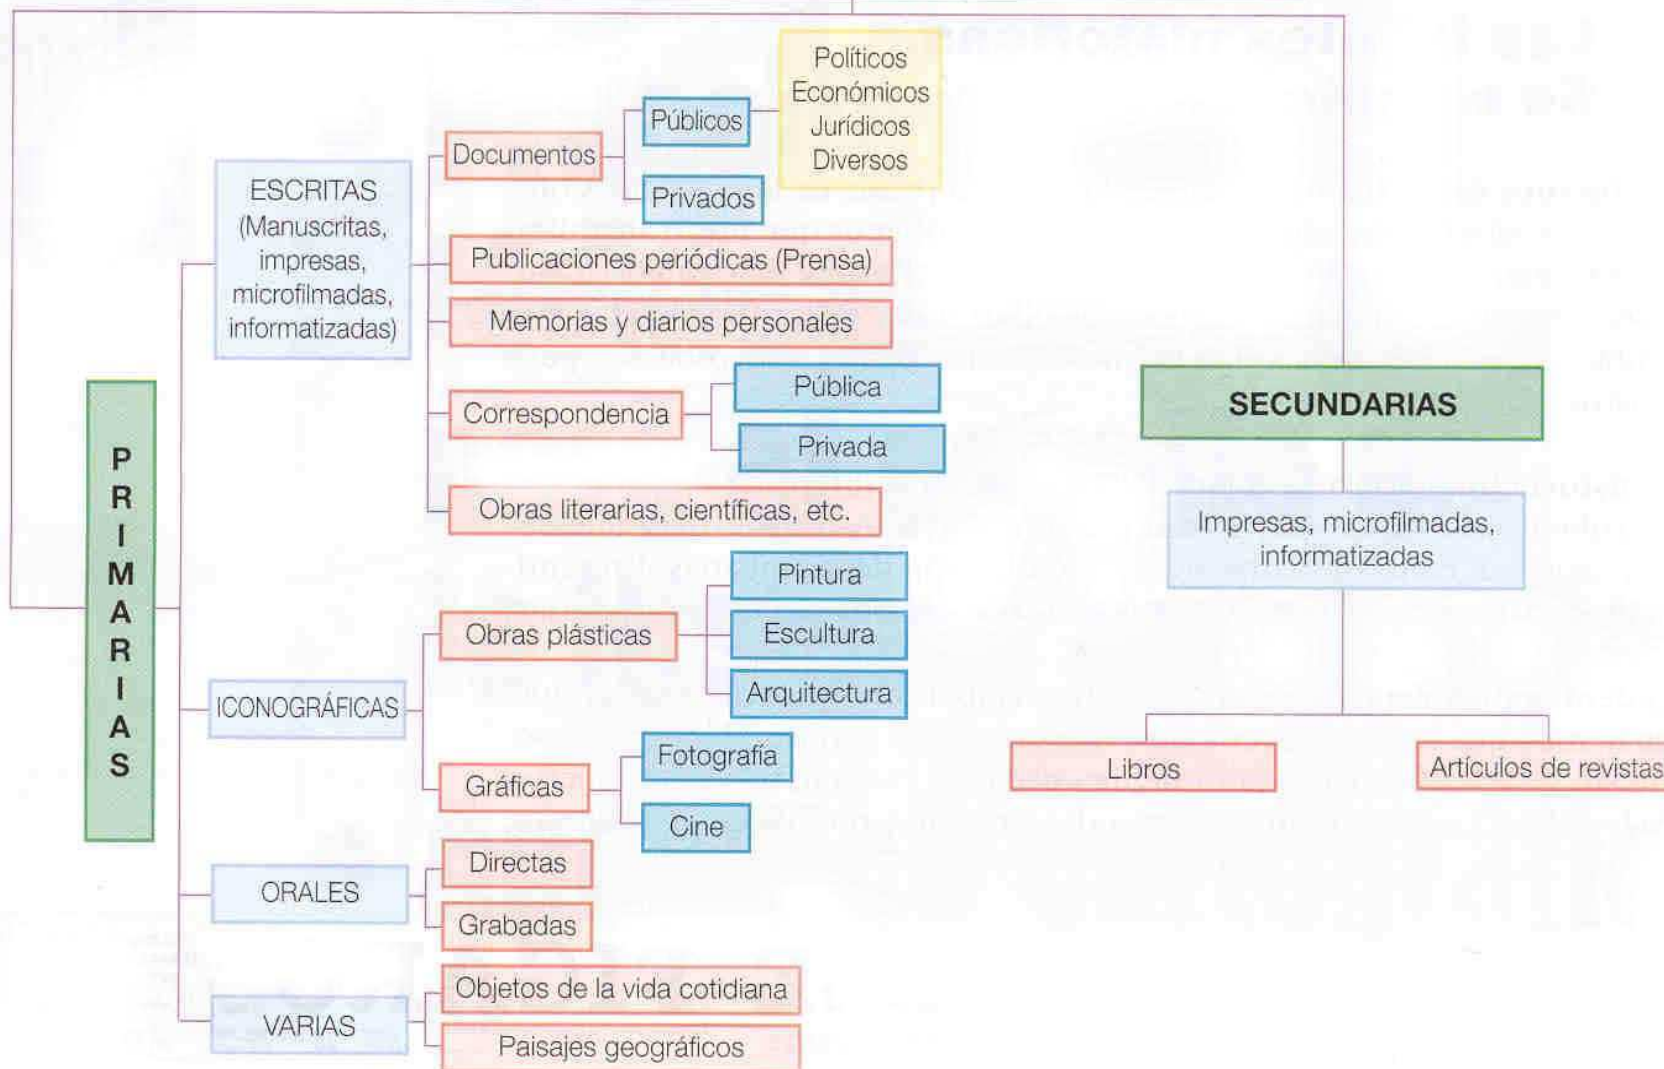 PRIMARIAS
ESCRITAS
(Manuscritas,
impresas,
microfilmadas,
informatizadas)
Documentos
Públicos
Políticos
Económicos
Jurídicos
Diversos
Privados
Publicaciones periódicas (Prensa)
Memorias y diarios personales
Correspondencia
Pública
Privada
Obras literarias, científicas, etc.
ICONOGRÁFICAS
Obras plásticas
Pintura
Escultura
Arquitectura
Gráficas
Fotografía
Cine
ORALES
Directas
Grabadas
VARIAS
Objetos de la vida cotidiana
Paisajes geográficos
SECUNDARIAS
Impresas, microfilmadas,
informatizadas
Libros
Artículos de revistas